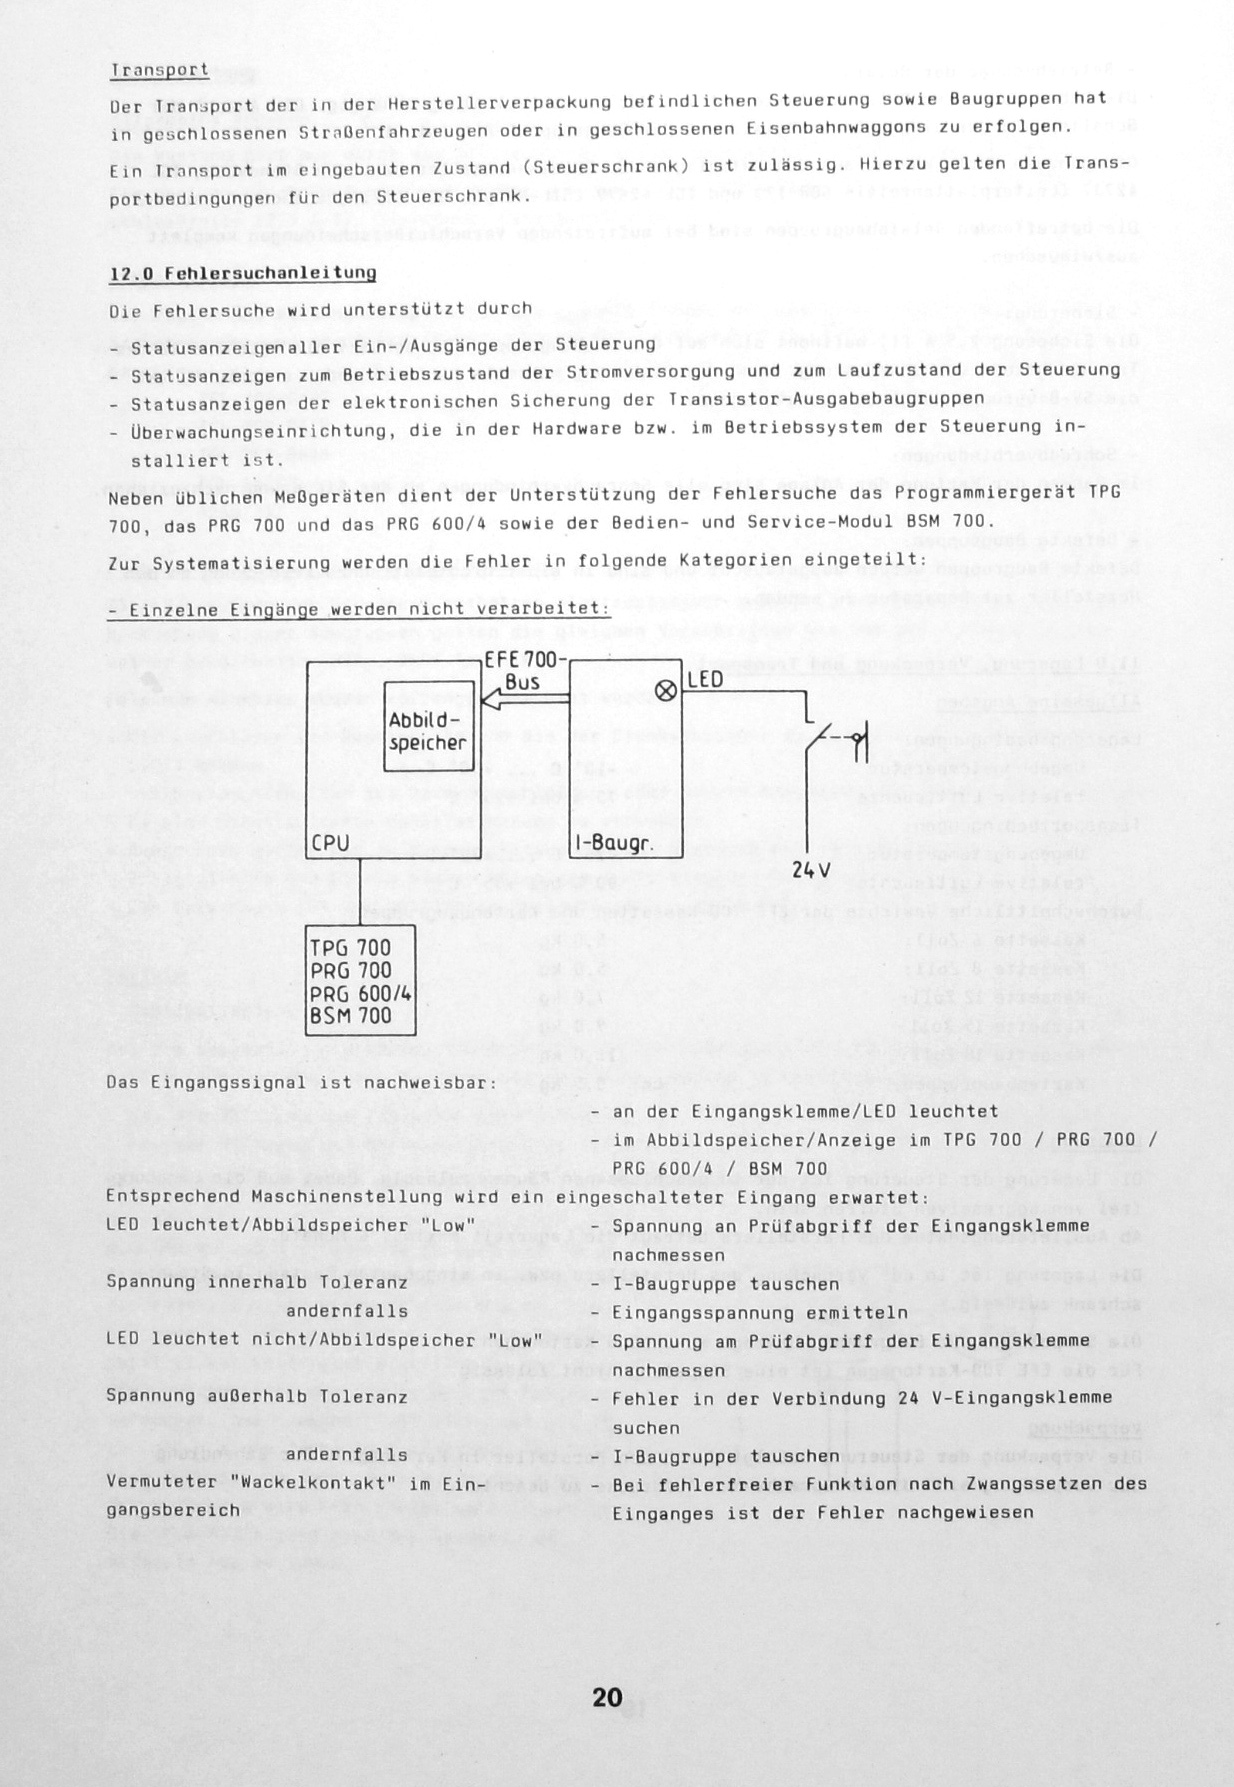 Transport
Der Transport der in der Herstellerverpackung befindlichen Steuerung sowie Baugruppen hat
in geschlossenen Straßenfahrzeugen oder in geschlossenen Eisenbahnwaggons zu erfolgen.
Ein Transport im eingebauten Zustand (Steuerschrank) ist zulässig. Hierzu gelten die Trans-
portbedingungen für den Steuerschrank.
12.0 Fehlersuchanleitung
Die Fehlersuche wird unterstützt durch
- Statusanzeigen aller Ein-/Ausgänge der Steuerung
- Statusanzeigen zum Betriebszustand der Stromversorgung und zum Laufzustand der Steuerung
- Statusanzeigen der elektronischen Sicherung der Transistor-Ausgabebaugruppen
- Überwachungseinrichtung, die in der Hardware bzw. im Betriebssystem der Steuerung in-
stalliert ist.
Neben üblichen Meßgeräten dient der Unterstützung der Fehlersuche das Programmiergerät TPG
700, das PRG 700 und das PRG 600/4 sowie der Bedien- und Service-Modul BSM 700.
Zur Systematisierung werden die Fehler in folgende Kategorien eingeteilt:
- Einzelne Eingänge werden nicht verarbeitet:
EFE 700-
Bus
LED
Abbild-
speicher
CPU
I-Baugr.
24V
TPG 700
PRG 700
PRG 600/4
BSM 700
Das Eingangssignal ist nachweisbar:
- an der Eingangsklemme/LED leuchtet
- im Abbildspeicher/Anzeige im TPG 700 / PRG 700 /
PRG 600/4 / BSM 700
Entsprechend Maschinenstellung wird ein eingeschalteter Eingang erwartet:
LED leuchtet/Abbildspeicher "Low" - Spannung an Prüfabgriff der Eingangsklemme
nachmessen
Spannung innerhalb Toleranz - I-Baugruppe tauschen
andernfalls - Eingangsspannung ermitteln
LED leuchtet nicht/Abbildspeicher "Low" - Spannung am Prüfabgriff der Eingangsklemme
nachmessen
Spannung außerhalb Toleranz - Fehler in der Verbindung 24 V-Eingangsklemme
suchen
andernfalls - I-Baugruppe tauschen
Vermuteter "Wackelkontakt" im Ein- - Bei fehlerfreier Funktion nach Zwangssetzen des
gangsbereich Einganges ist der Fehler nachgewiesen
20